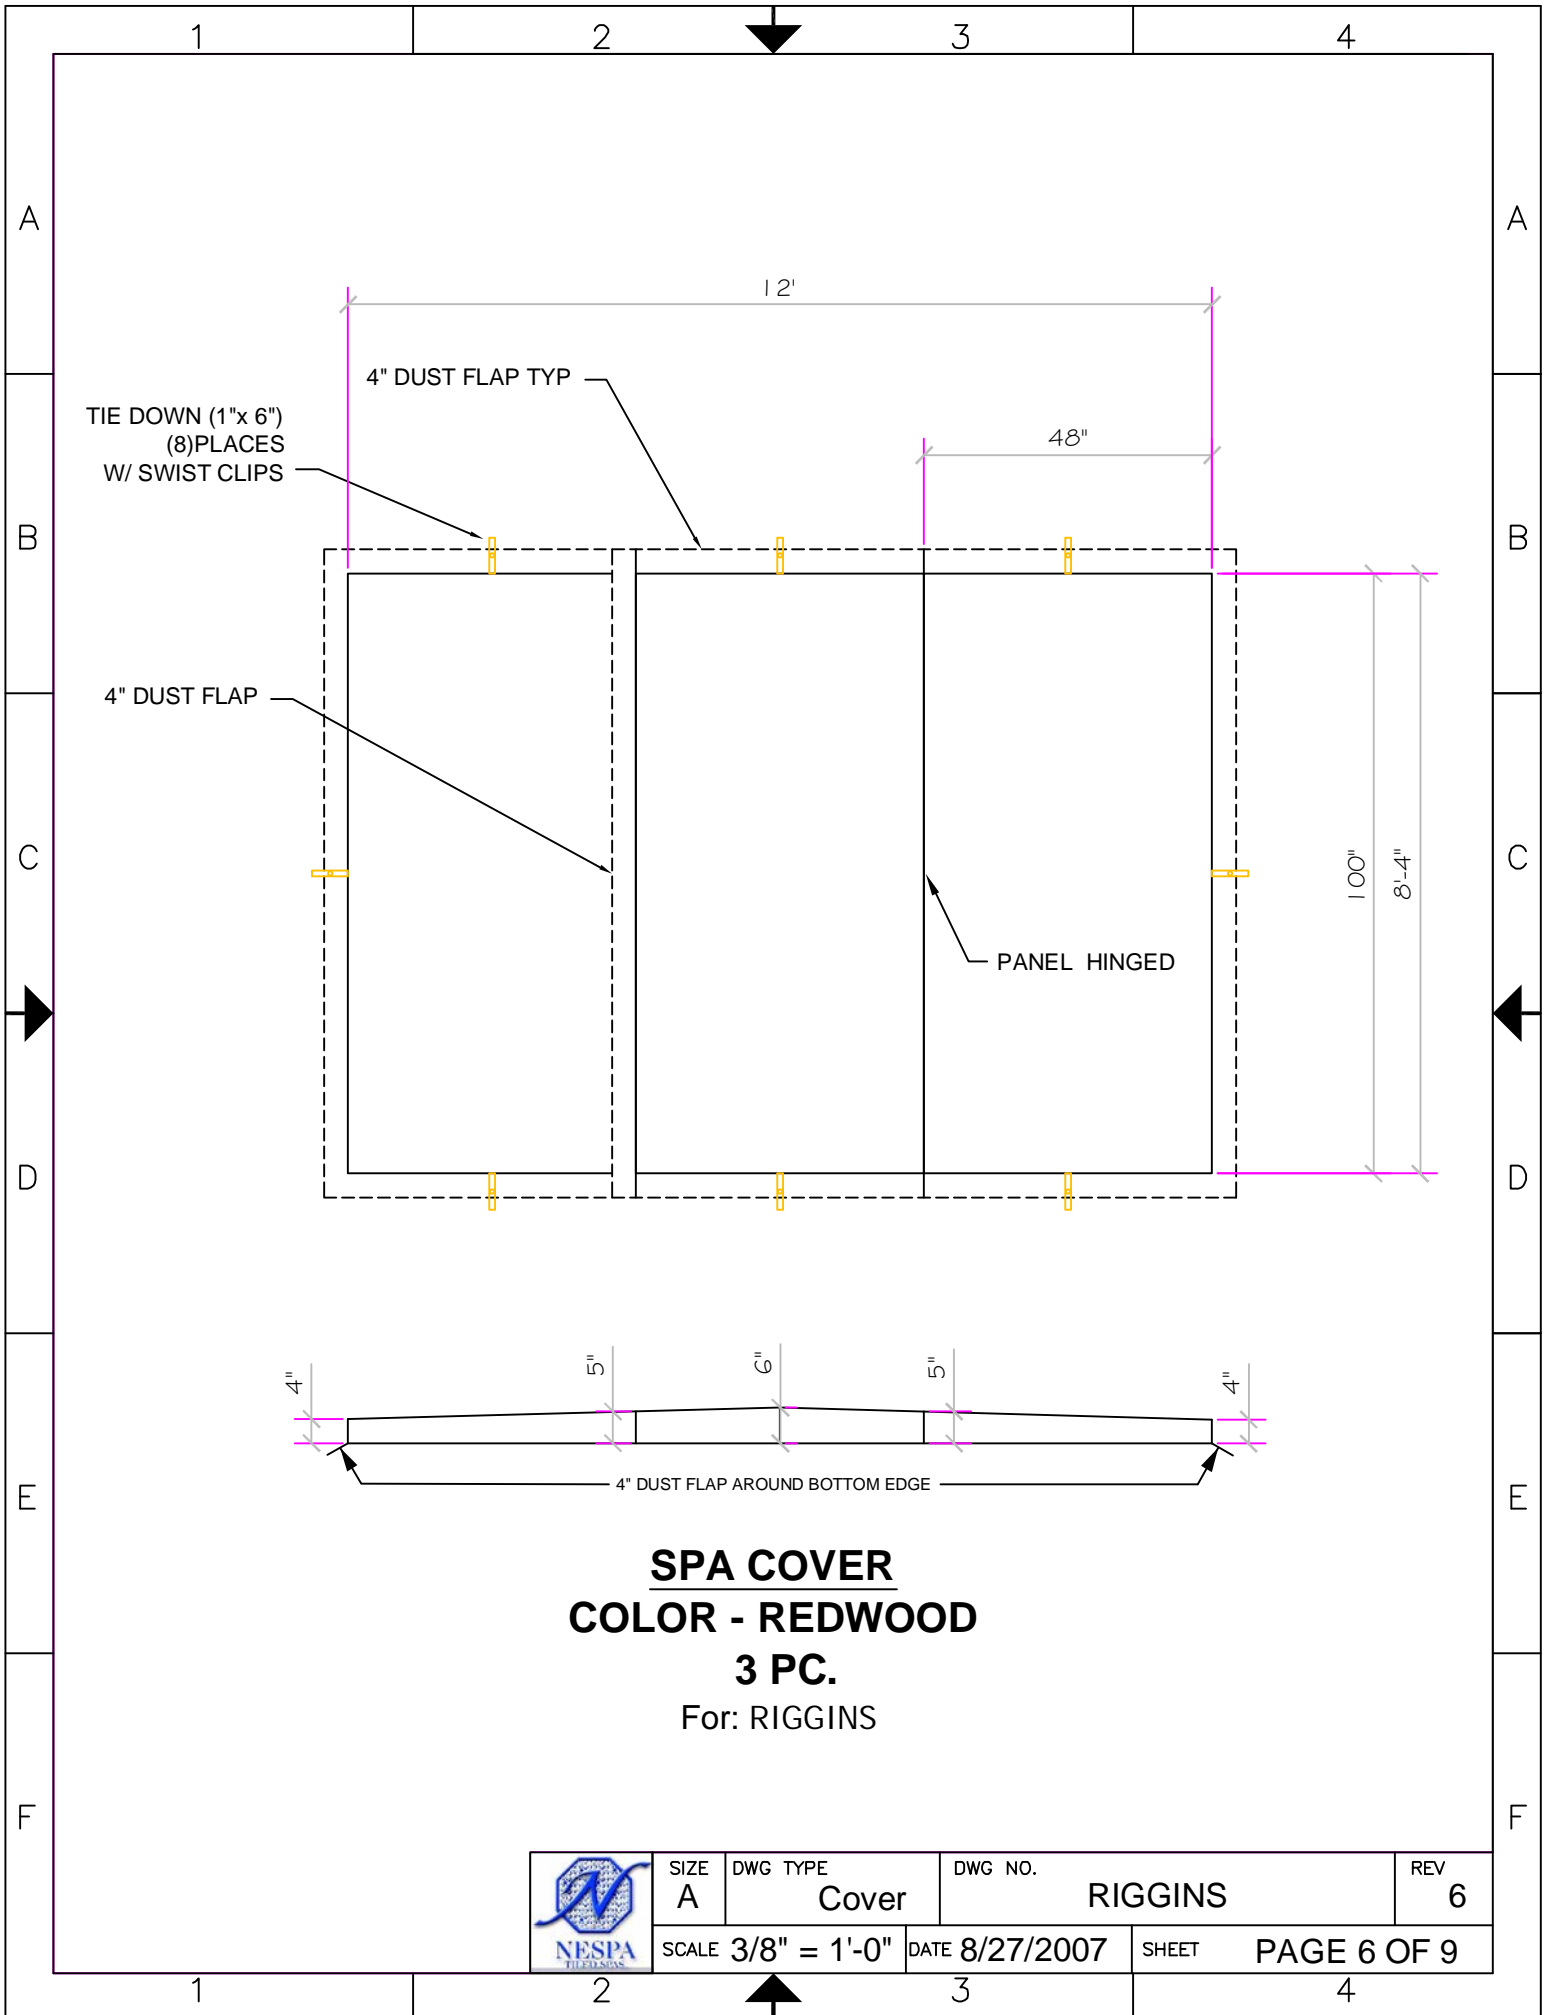 1 2 3 4
A A
12'
4" DUST FLAP TYP
TIE DOWN (1"x 6")
(8)PLACES
W/ SWIST CLIPS
48"
B B
4" DUST FLAP
C C
100"
8'-4"
PANEL HINGED
D D
4" 5" 6" 5" 4"
4" DUST FLAP AROUND BOTTOM EDGE
E E
SPA COVER
COLOR - REDWOOD
3 PC.
For: RIGGINS
F F
N
NESPA
TILED SPAS
SIZE
A
DWG TYPE
Cover
DWG NO.
RIGGINS
REV
6
SCALE 3/8" = 1'-0"
DATE 8/27/2007
SHEET PAGE 6 OF 9
1 2 3 4